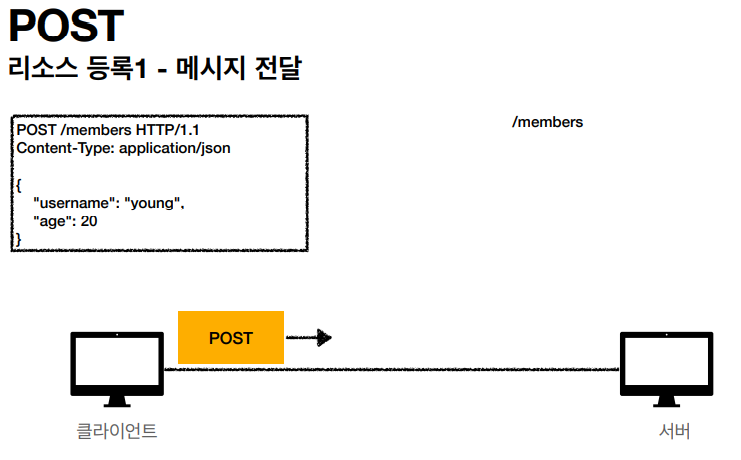 POST
리소스 등록1 - 메시지 전달
POST /members HTTP/1.1
Content-Type: application/json
{
"username": "young",
"age": 20
}
/members
POST
클라이언트
서버